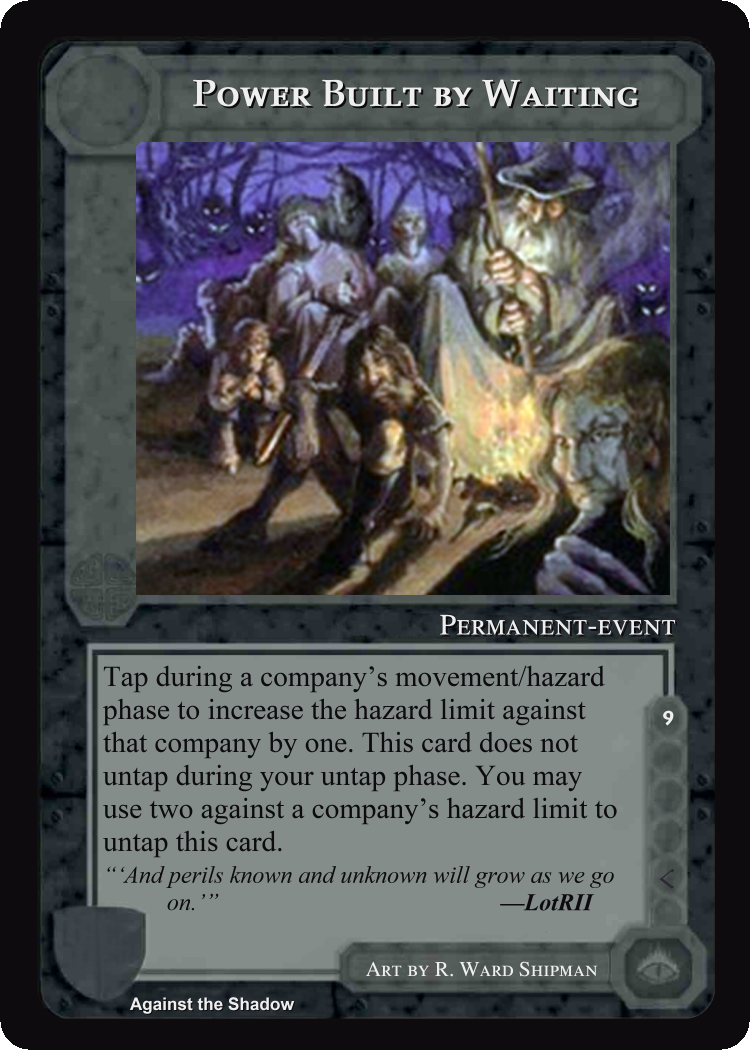 Power Built by Waiting
Permanent-event
Tap during a company’s movement/hazard
phase to increase the hazard limit against
that company by one. This card does not
untap during your untap phase. You may
use two against a company’s hazard limit to
untap this card.
9
“‘And perils known and unknown will grow as we go
on.’” —LotRII
Art by R. Ward Shipman
Against the Shadow